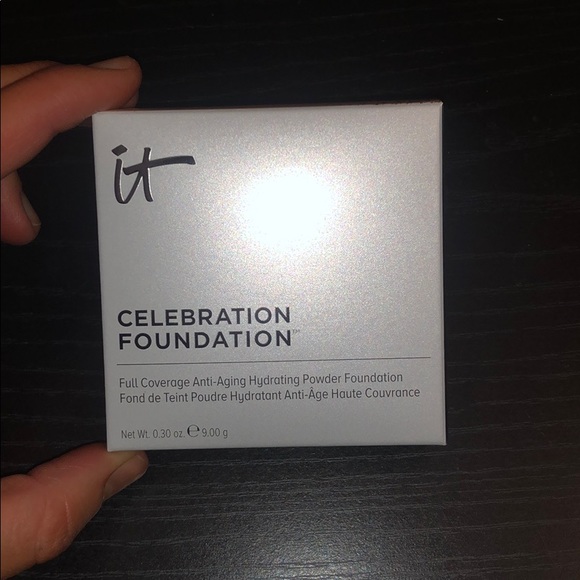 it
CELEBRATION
FOUNDATION™
Full Coverage Anti-Aging Hydrating Powder Foundation
Fond de Teint Poudre Hydratant Anti-Âge Haute Couvrance
Net Wt. 0.30 oz. ℮ 9.00 g